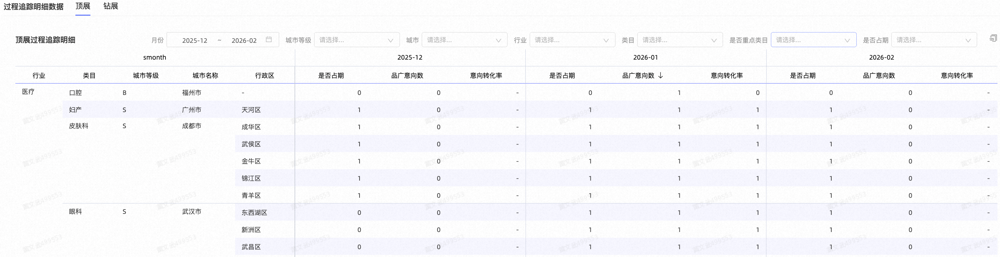 过程追踪明细数据 顶展 钻展
顶展过程追踪明细 月份 2025-12 ~ 2026-02 城市等级 请选择... 城市 请选择... 行业 请选择... 类目 请选择... 是否重点类目 请选择... 是否占期 请选择...
smonth 2025-12 2026-01 2026-02
行业 类目 城市等级 城市名称 行政区 是否占期 品广意向数 意向转化率 是否占期 品广意向数 ↓ 意向转化率 是否占期 品广意向数 意向转化率
医疗 口腔 B 福州市 - 0 0 - 0 1 0 0 0 -
妇产 S 广州市 天河区 1 0 - 1 1 1 1 0 -
皮肤科 S 成都市 成华区 1 0 - 1 1 1 1 0 -
武侯区 1 0 - 1 1 1 1 0 -
金牛区 1 0 - 1 1 1 1 0 -
锦江区 1 0 - 1 1 1 1 0 -
青羊区 1 0 - 1 1 1 1 0 -
眼科 S 武汉市 东西湖区 0 0 - 1 1 1 1 0 -
新洲区 0 0 - 1 1 1 1 0 -
武昌区 0 0 - 1 1 1 1 0 -